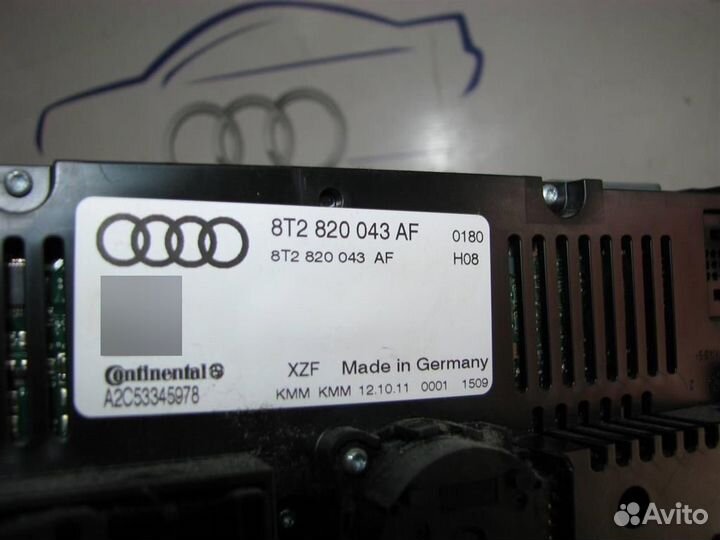 8T2 820 043 AF 0180
8T2 820 043 AF H08
Continental
XZF Made in Germany
A2C53345978
KMM KMM 12.10.11 0001 1509
Avito